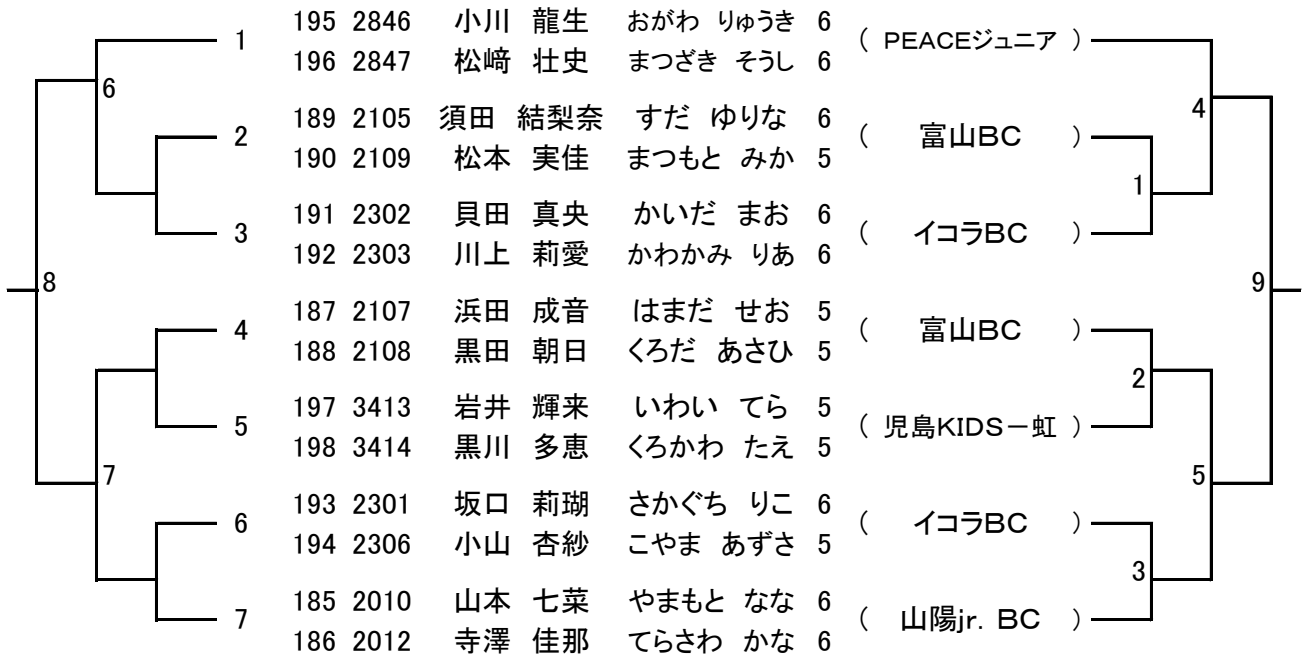 195 2846 小川 龍生 おがわ りゅうき 6
1 ( PEACEジュニア )
196 2847 松﨑 壮史 まつざき そうし 6
6 4
189 2105 須田 結梨奈 すだ ゆりな 6
2 ( 富山BC )
190 2109 松本 実佳 まつもと みか 5
1
191 2302 貝田 真央 かいだ まお 6
3 ( イコラBC )
192 2303 川上 莉愛 かわかみ りあ 6
8 9
187 2107 浜田 成音 はまだ せお 5
4 ( 富山BC )
188 2108 黒田 朝日 くろだ あさひ 5
2
197 3413 岩井 輝来 いわい てら 5
5 ( 児島KIDS－虹 )
198 3414 黒川 多恵 くろかわ たえ 5
7 5
193 2301 坂口 莉瑚 さかぐち りこ 6
6 ( イコラBC )
194 2306 小山 杏紗 こやま あずさ 5
3
185 2010 山本 七菜 やまもと なな 6
7 ( 山陽jr. BC )
186 2012 寺澤 佳那 てらさわ かな 6